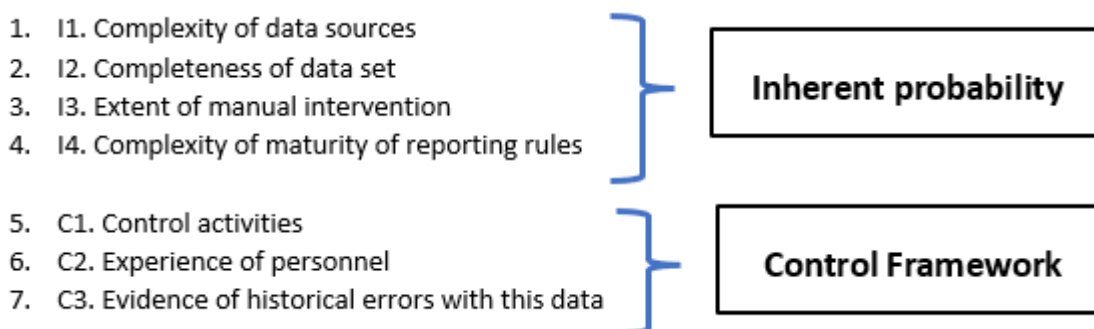 1. I1. Complexity of data sources
2. I2. Completeness of data set
3. I3. Extent of manual intervention
4. I4. Complexity of maturity of reporting rules
Inherent probability
5. C1. Control activities
6. C2. Experience of personnel
7. C3. Evidence of historical errors with this data
Control Framework